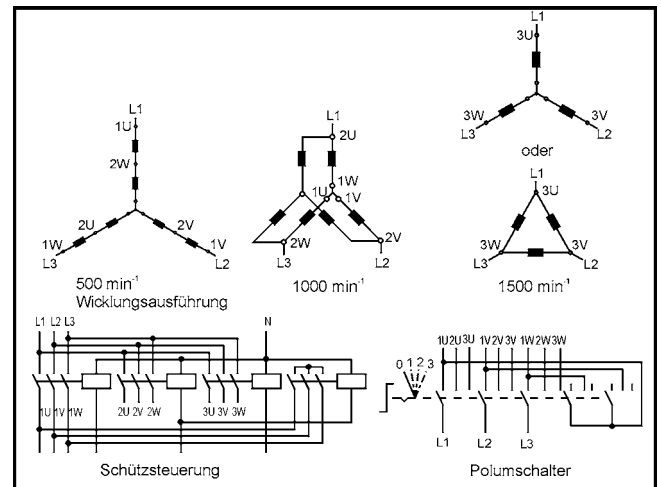 L1
3U
3W
3V
L3
L2
oder
L1
3U
3W
3V
L3
L2
1500 min⁻¹
L1
1U
2W
2U
2V
1W
1V
L3
L2
500 min⁻¹
Wicklungsausführung
L1
2U
1W
1U
1V
2W
2V
L3
L2
1000 min⁻¹
L1 L2 L3
N
1U 1V 1W
2U 2V 2W
3U 3V 3W
Schützsteuerung
1U 2U 3U 1V 2V 3V 1W 2W 3W
0 1 2 3
L1
L2
L3
Polumschalter